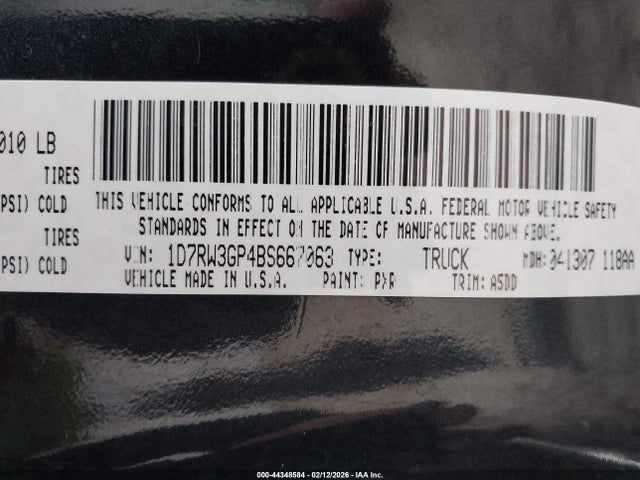 010 LB
TIRES
PSI) COLD
TIRES
PSI) COLD
THIS VEHICLE CONFORMS TO ALL APPLICABLE U.S.A. FEDERAL MOTOR VEHICLE SAFETY
STANDARDS IN EFFECT ON THE DATE OF MANUFACTURE SHOWN ABOVE.
VIN: 1D7RW3GP4BS667063 TYPE: TRUCK MDH: 041307 118AA
VEHICLE MADE IN U.S.A. PAINT: PXR TRIM: A5DD
000-44348584 - 02/12/2026 - IAA Inc.